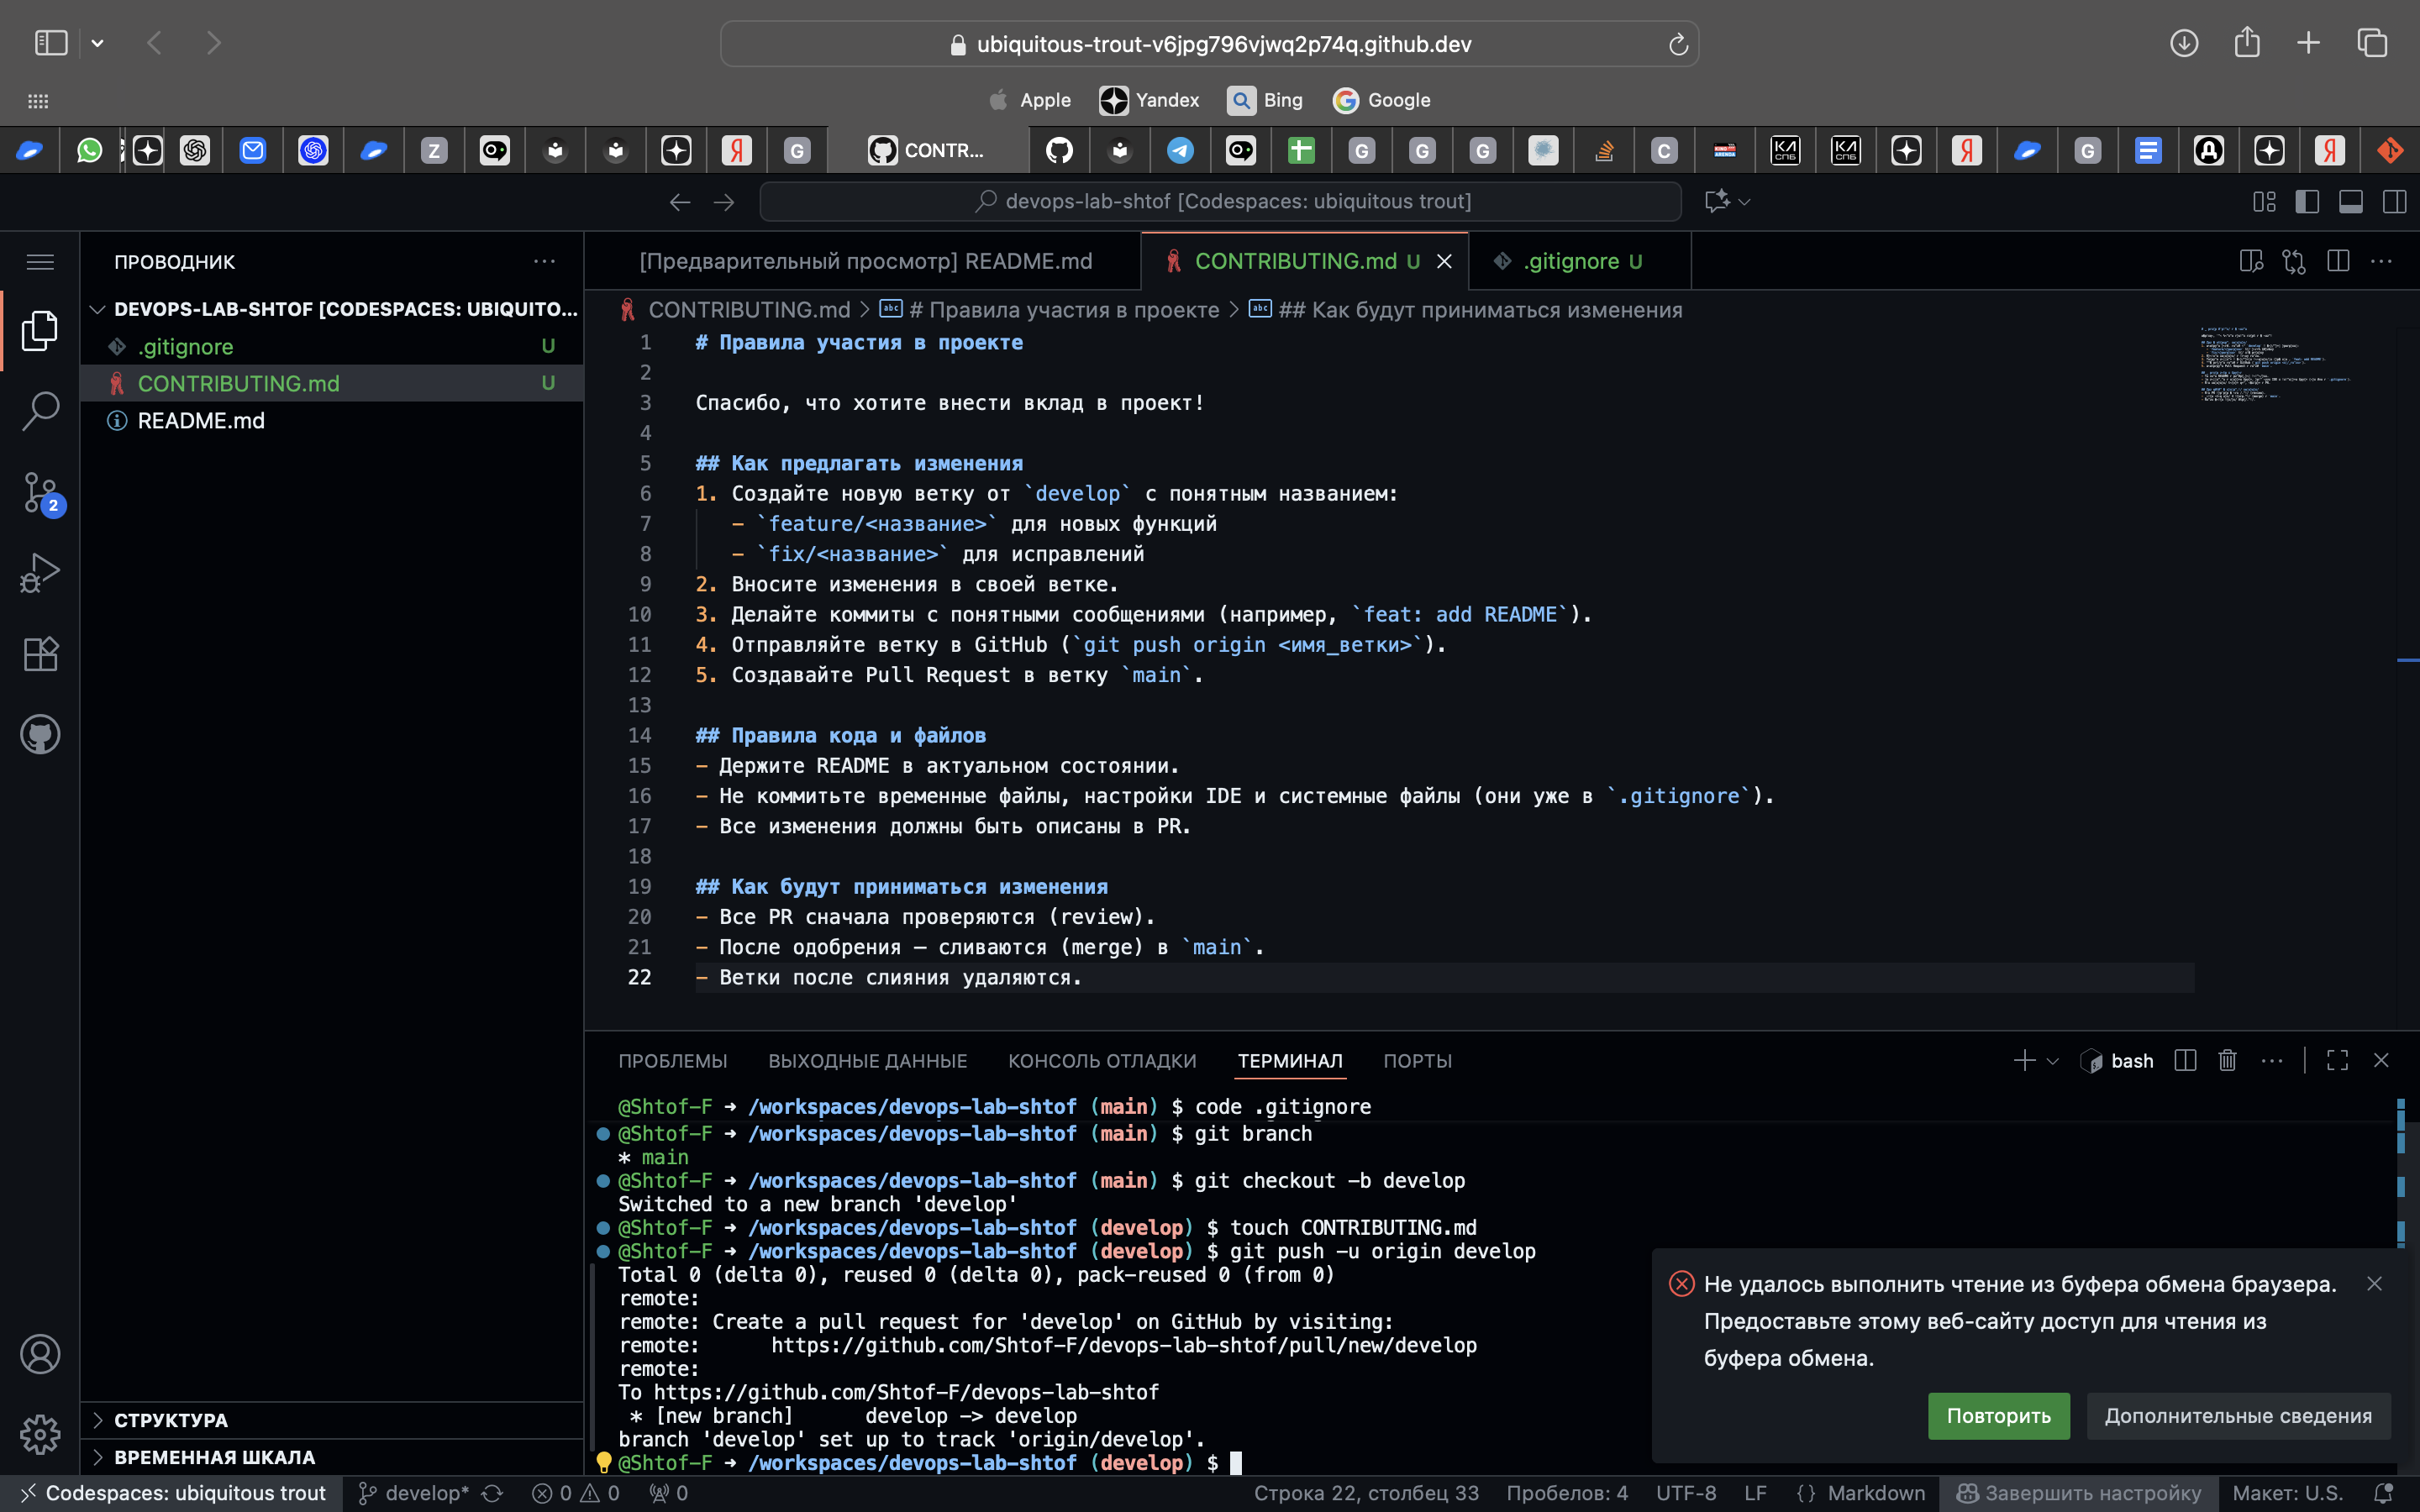 ubiquitous-trout-v6jpg796vjwq2p74q.github.dev
Apple
Yandex
Bing
Google
CONTR...
devops-lab-shtof [Codespaces: ubiquitous trout]
ПРОВОДНИК
DEVOPS-LAB-SHTOF [CODESPACES: UBIQUITO...
.gitignore U
CONTRIBUTING.md U
README.md
2
СТРУКТУРА
ВРЕМЕННАЯ ШКАЛА
[Предварительный просмотр] README.md
CONTRIBUTING.md U
.gitignore U
CONTRIBUTING.md > # Правила участия в проекте > ## Как будут приниматься изменения
1 # Правила участия в проекте
2
3 Спасибо, что хотите внести вклад в проект!
4
5 ## Как предлагать изменения
6 1. Создайте новую ветку от `develop` с понятным названием:
7 - `feature/<название>` для новых функций
8 - `fix/<название>` для исправлений
9 2. Вносите изменения в своей ветке.
10 3. Делайте коммиты с понятными сообщениями (например, `feat: add README`).
11 4. Отправляйте ветку в GitHub (`git push origin <имя_ветки>`).
12 5. Создавайте Pull Request в ветку `main`.
13
14 ## Правила кода и файлов
15 - Держите README в актуальном состоянии.
16 - Не коммитьте временные файлы, настройки IDE и системные файлы (они уже в `.gitignore`).
17 - Все изменения должны быть описаны в PR.
18
19 ## Как будут приниматься изменения
20 - Все PR сначала проверяются (review).
21 - После одобрения — сливаются (merge) в `main`.
22 - Ветки после слияния удаляются.
ПРОБЛЕМЫ
ВЫХОДНЫЕ ДАННЫЕ
КОНСОЛЬ ОТЛАДКИ
ТЕРМИНАЛ
ПОРТЫ
bash
@Shtof-F ➜ /workspaces/devops-lab-shtof (main) $ code .gitignore
@Shtof-F ➜ /workspaces/devops-lab-shtof (main) $ git branch
* main
@Shtof-F ➜ /workspaces/devops-lab-shtof (main) $ git checkout -b develop
Switched to a new branch 'develop'
@Shtof-F ➜ /workspaces/devops-lab-shtof (develop) $ touch CONTRIBUTING.md
@Shtof-F ➜ /workspaces/devops-lab-shtof (develop) $ git push -u origin develop
Total 0 (delta 0), reused 0 (delta 0), pack-reused 0 (from 0)
remote:
remote: Create a pull request for 'develop' on GitHub by visiting:
remote:      https://github.com/Shtof-F/devops-lab-shtof/pull/new/develop
remote:
To https://github.com/Shtof-F/devops-lab-shtof
* [new branch]      develop -> develop
branch 'develop' set up to track 'origin/develop'.
@Shtof-F ➜ /workspaces/devops-lab-shtof (develop) $
Не удалось выполнить чтение из буфера обмена браузера.
Предоставьте этому веб-сайту доступ для чтения из
буфера обмена.
Повторить
Дополнительные сведения
Codespaces: ubiquitous trout
develop*
0
0
0
Строка 22, столбец 33
Пробелов: 4
UTF-8
LF
{ } Markdown
Завершить настройку
Макет: U.S.